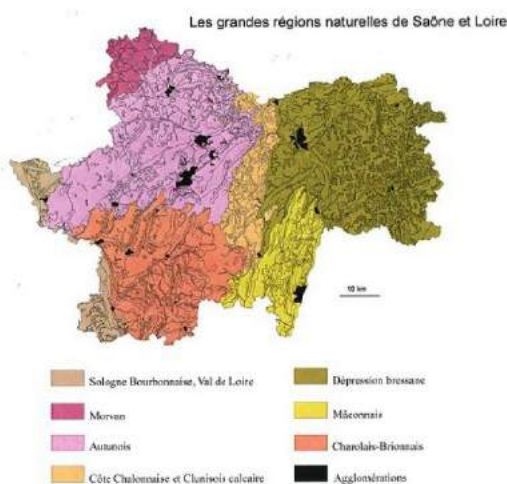 Les grandes régions naturelles de Saône et Loire
10 km
Sologne Bourbonnaise, Val de Loire
Dépression bressane
Morvan
Mâconnais
Autunois
Charolais-Brionnais
Côte Chalonnaise et Clunisois calcaire
Agglomérations